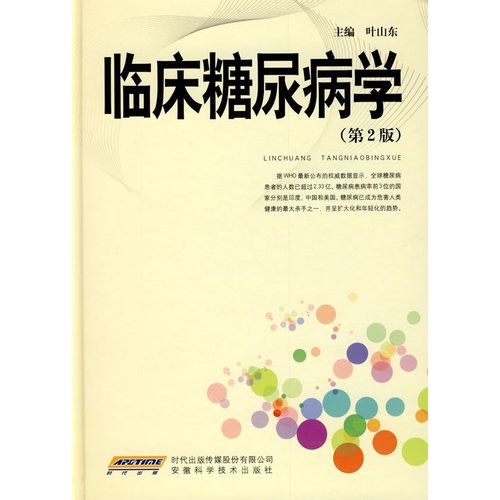 主编 叶山东
临床糖尿病学
（第2版）
LINCHUANG TANGNIAOBINGXUE
据WHO最新公布的权威数据显示，全球糖尿病
患者的人数已超过2.33亿。糖尿病患病率前3位的国
家分别是印度、中国和美国。糖尿病已成为危害人类
健康的最大杀手之一，并呈扩大化和年轻化的趋势。
APGTIME
时代出版
时代出版传媒股份有限公司
安徽科学技术出版社